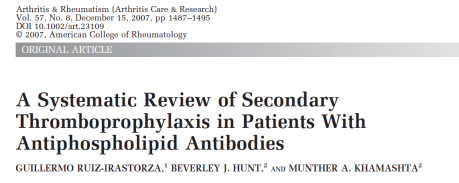 Arthritis & Rheumatism (Arthritis Care & Research)
Vol. 57, No. 8, December 15, 2007, pp 1487–1495
DOI 10.1002/art.23109
© 2007, American College of Rheumatology
ORIGINAL ARTICLE
A Systematic Review of Secondary
Thromboprophylaxis in Patients With
Antiphospholipid Antibodies
GUILLERMO RUIZ-IRASTORZA,¹ BEVERLEY J. HUNT,² AND MUNTHER A. KHAMASHTA²